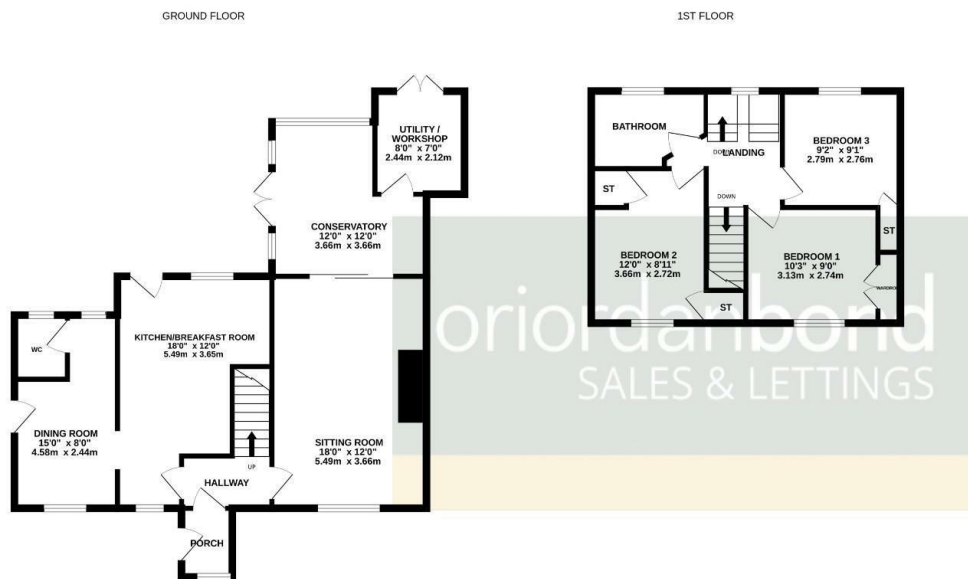 GROUND FLOOR
1ST FLOOR
UTILITY /
WORKSHOP
8'0" x 7'0"
2.44m x 2.12m
CONSERVATORY
12'0" x 12'0"
3.66m x 3.66m
KITCHEN/BREAKFAST ROOM
18'0" x 12'0"
5.49m x 3.65m
WC
DINING ROOM
15'0" x 8'0"
4.58m x 2.44m
SITTING ROOM
18'0" x 12'0"
5.49m x 3.66m
UP
HALLWAY
PORCH
BATHROOM
DOWN
LANDING
BEDROOM 3
9'2" x 9'1"
2.79m x 2.76m
ST
DOWN
ST
BEDROOM 2
12'0" x 8'11"
3.66m x 2.72m
BEDROOM 1
10'3" x 9'0"
3.13m x 2.74m
ST
oriordanbond
SALES & LETTINGS